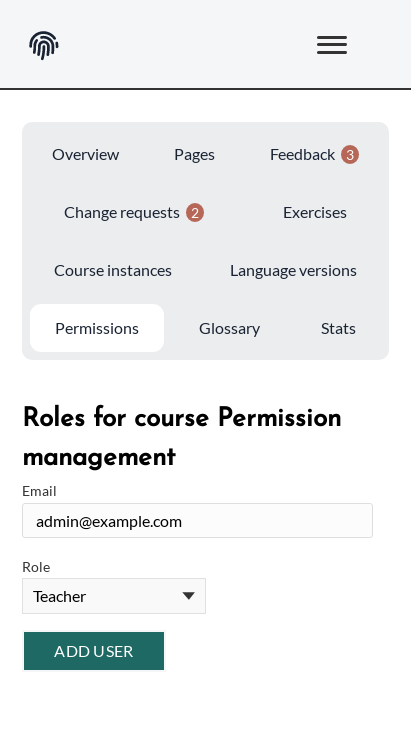 Overview Pages Feedback 3
Change requests 2 Exercises
Course instances Language versions
Permissions Glossary Stats
Roles for course Permission
management
Email
admin@example.com
Role
Teacher
ADD USER